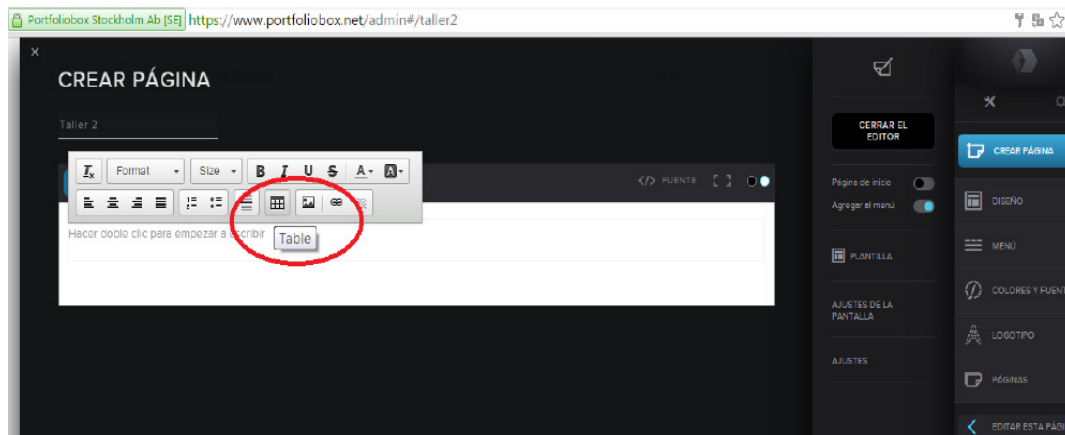 Portfoliobox Stockholm Ab [SE] https://www.portfoliobox.net/admin#/taller2
X
CREAR PÁGINA
Taller 2
Format Size B I U S A A
</> FUENTE
Hacer doble clic para empezar a escribir
Table
CERRAR EL
EDITOR
Página de inicio
Agregar al menú
PLANTILLA
AJUSTES DE LA
PANTALLA
AJUSTES
CREAR PÁGINA
DISEÑO
MENÚ
COLORES Y FUENT
LOGOTIPO
PÁGINAS
EDITAR ESTA PÁGI